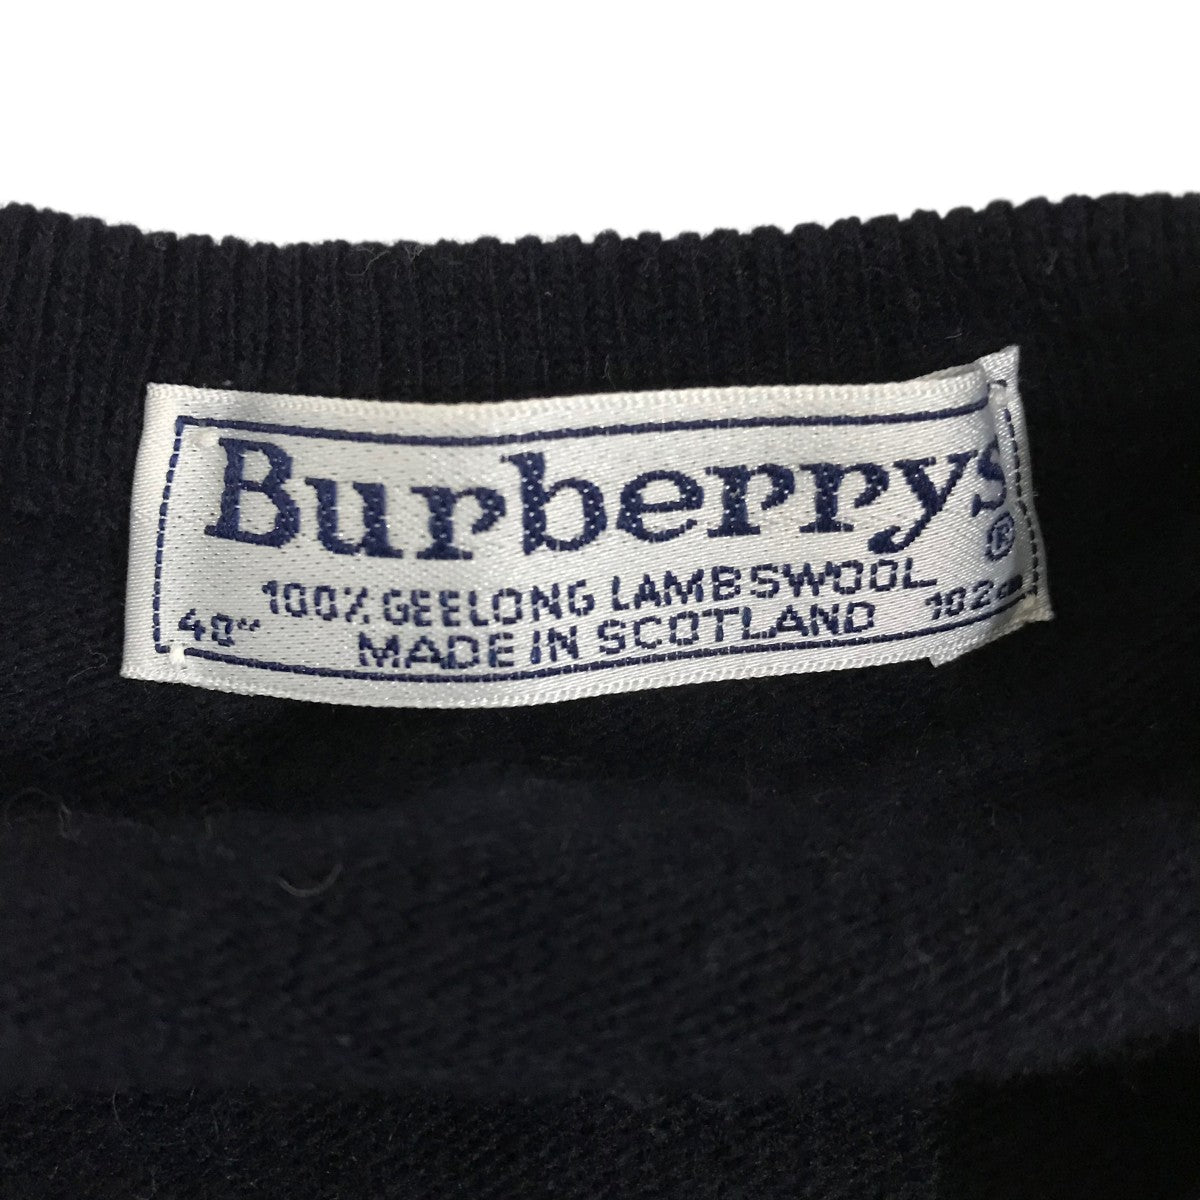 Burberrys
®
100% GEELONG LAMBSWOOL
40" MADE IN SCOTLAND 102cm